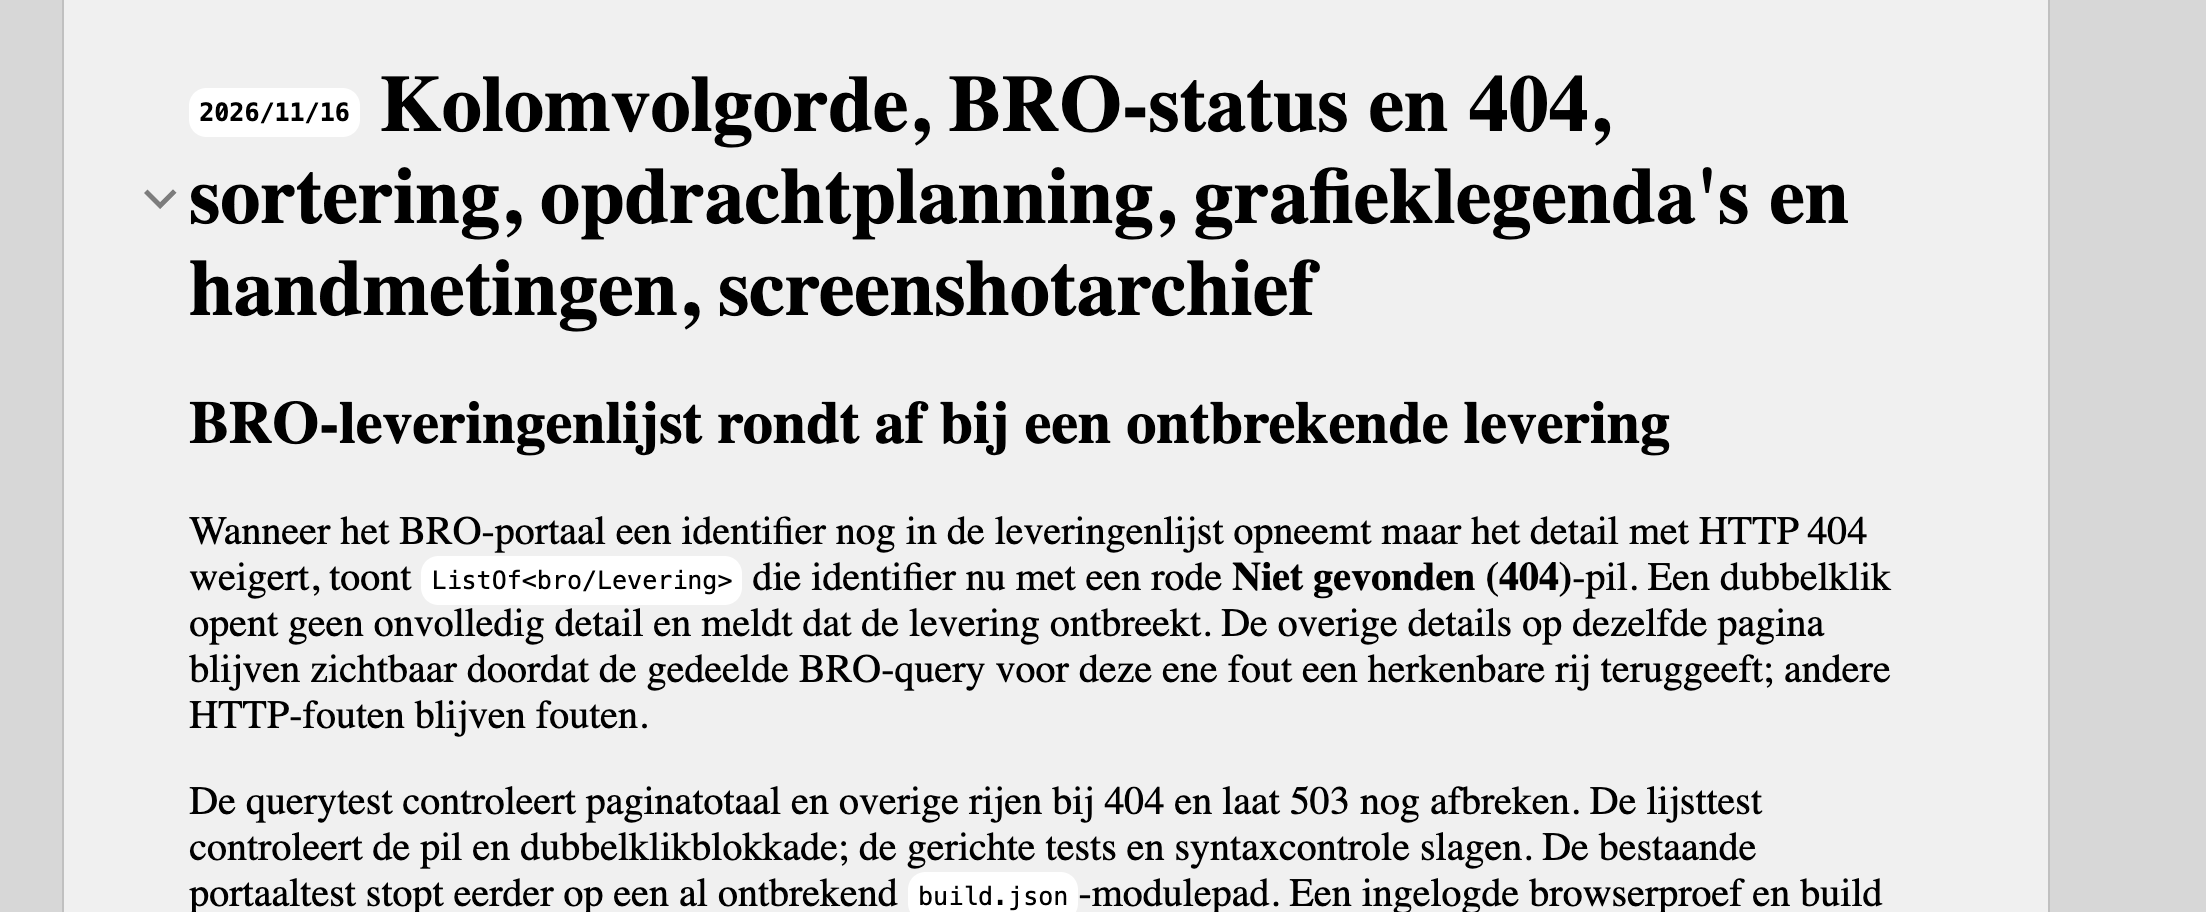 2026/11/16 Kolomvolgorde, BRO-status en 404,
sortering, opdrachtplanning, grafieklegenda's en
handmetingen, screenshotarchief
BRO-leveringenlijst rondt af bij een ontbrekende levering
Wanneer het BRO-portaal een identifier nog in de leveringenlijst opneemt maar het detail met HTTP 404
weigert, toont ListOf<bro/Levering> die identifier nu met een rode Niet gevonden (404)-pil. Een dubbelklik
opent geen onvolledig detail en meldt dat de levering ontbreekt. De overige details op dezelfde pagina
blijven zichtbaar doordat de gedeelde BRO-query voor deze ene fout een herkenbare rij teruggeeft; andere
HTTP-fouten blijven fouten.
De querytest controleert paginatotaal en overige rijen bij 404 en laat 503 nog afbreken. De lijsttest
controleert de pil en dubbelklikblokkade; de gerichte tests en syntaxcontrole slagen. De bestaande
portaaltest stopt eerder op een al ontbrekend build.json-modulepad. Een ingelogde browserproef en build